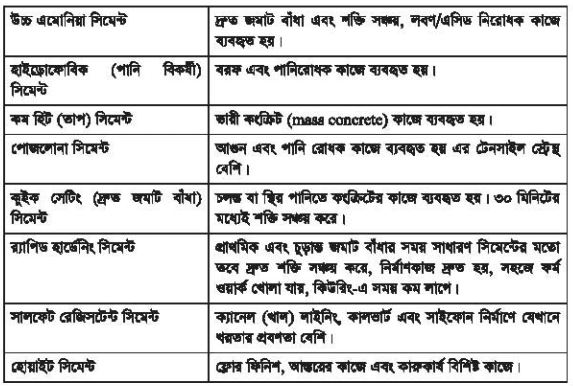 উচ্চ এমোনিয়া সিমেন্ট
দ্রুত জমাট বাঁধা এবং শক্তি সঞ্চয়, লবণ/এসিড নিরোধক কাজে
ব্যবহৃত হয়।
হাইড্রোফোবিক (পানি বিকর্ষী)
সিমেন্ট
বরফ এবং পানিরোধক কাজে ব্যবহৃত হয়।
কম হিট (তাপ) সিমেন্ট
ভারী কংক্রিট (mass concrete) কাজে ব্যবহৃত হয়।
পোজলোনা সিমেন্ট
আগুন এবং পানি রোধক কাজে ব্যবহৃত হয় এর টেনসাইল স্ট্রেন্থ
বেশি।
কুইক সেটিং (দ্রুত জমাট বাঁধা)
সিমেন্ট
চলন্ত বা স্থির পানিতে কংক্রিটের কাজে ব্যবহৃত হয়। ৩০ মিনিটের
মধ্যেই শক্তি সঞ্চয় করে।
র‍্যাপিড হার্ডেনিং সিমেন্ট
প্রাথমিক এবং চূড়ান্ত জমাট বাঁধার সময় সাধারণ সিমেন্টের মতো
তবে দ্রুত শক্তি সঞ্চয় করে, নির্মাণকাজ দ্রুত হয়, সহজে ফর্ম
ওয়ার্ক খোলা যায়, কিউরিং-এ সময় কম লাগে।
সালফেট রেজিসটেন্ট সিমেন্ট
ক্যানেল (খাল) লাইনিং, কালভার্ট এবং সাইফোন নির্মাণে যেখানে
খরতার প্রবণতা বেশি।
হোয়াইট সিমেন্ট
ফ্লোর ফিনিশ, আস্তরের কাজে এবং কারুকার্য বিশিষ্ট কাজে।